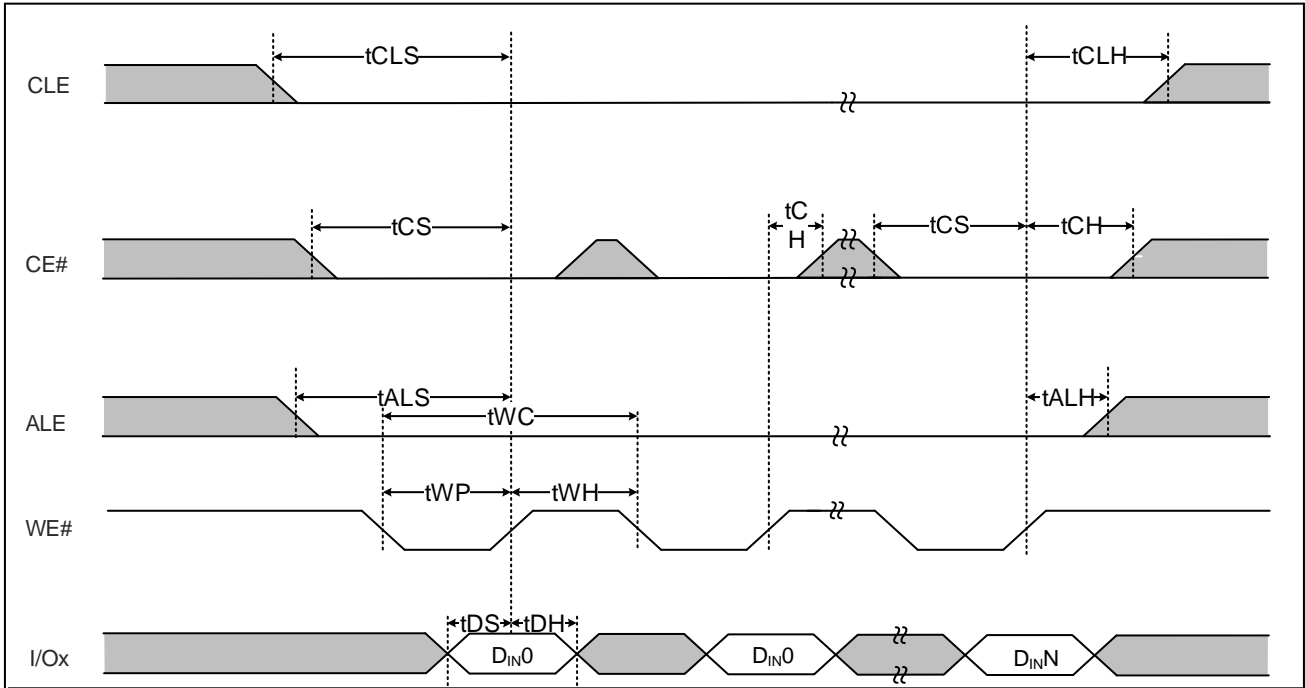 tCLS
tCLH
CLE
tCS
tC
H
tCS
tCH
CE#
tALS
tWC
tALH
ALE
tWP
tWH
WE#
tDS
tDH
I/Ox
DIN0
DIN0
DINN